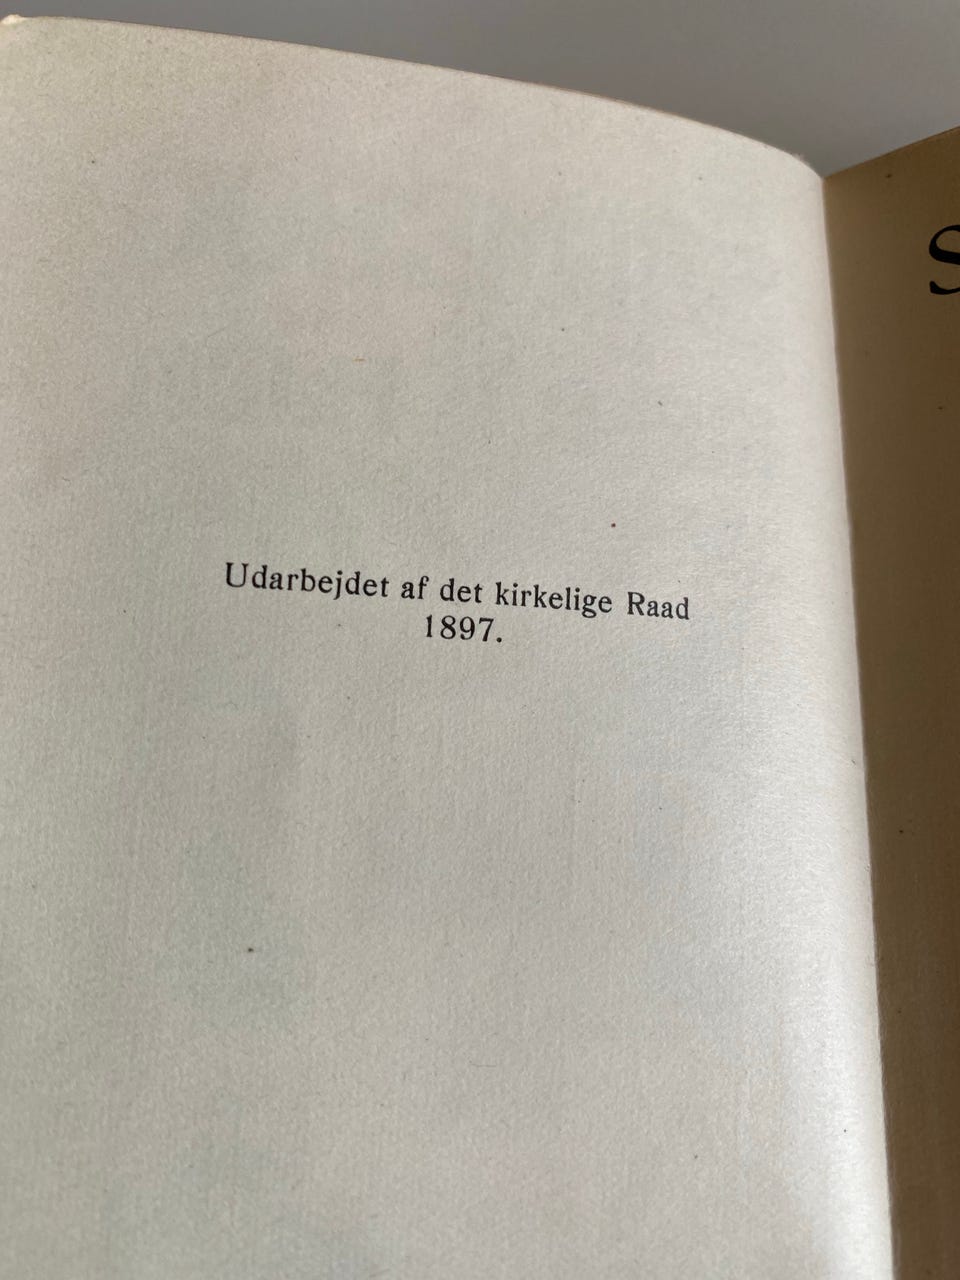 Udarbejdet af det kirkelige Raad
1897.
S